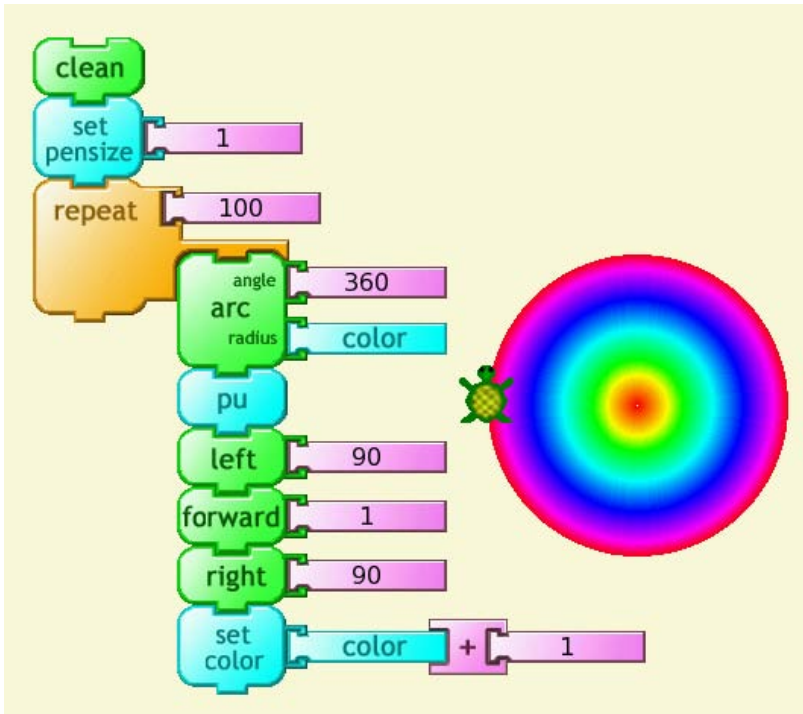 clean
set
pensize 1
repeat 100
angle 360
arc
radius color
pu
left 90
forward 1
right 90
set
color color + 1